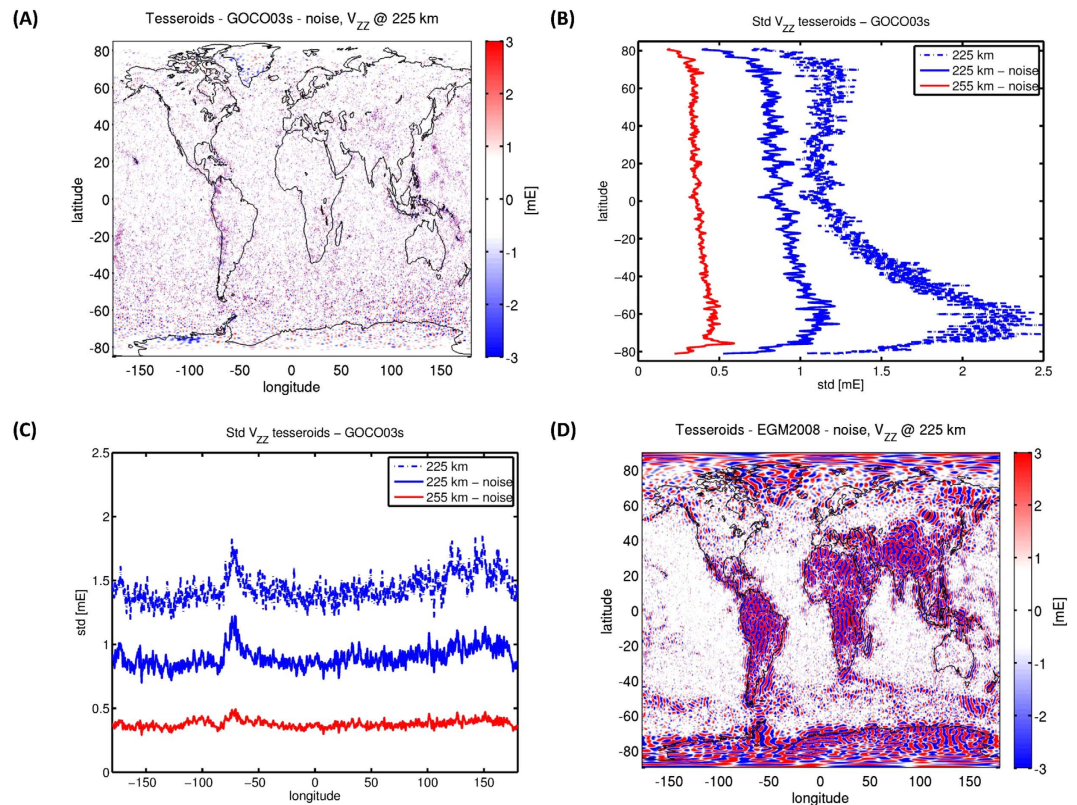 (A)
Tesseroids - GOCO03s - noise, VZZ @ 225 km
80
60
40
20
0
−20
−40
−60
−80
latitude
−150 −100 −50 0 50 100 150
longitude
3
2
1
0
−1
−2
−3
[mE]
(B)
Std VZZ tesseroids – GOCO03s
225 km
225 km − noise
255 km − noise
80
60
40
20
0
−20
−40
−60
−80
latitude
0 0.5 1 1.5 2 2.5
std [mE]
(C)
Std VZZ tesseroids – GOCO03s
225 km
225 km − noise
255 km − noise
2.5
2
1.5
1
0.5
0
std [mE]
−150 −100 −50 0 50 100 150
longitude
(D)
Tesseroids - EGM2008 - noise, VZZ @ 225 km
80
60
40
20
0
-20
-40
-60
-80
latitude
-150 -100 -50 0 50 100 150
longitude
3
2
1
0
-1
-2
-3
[mE]